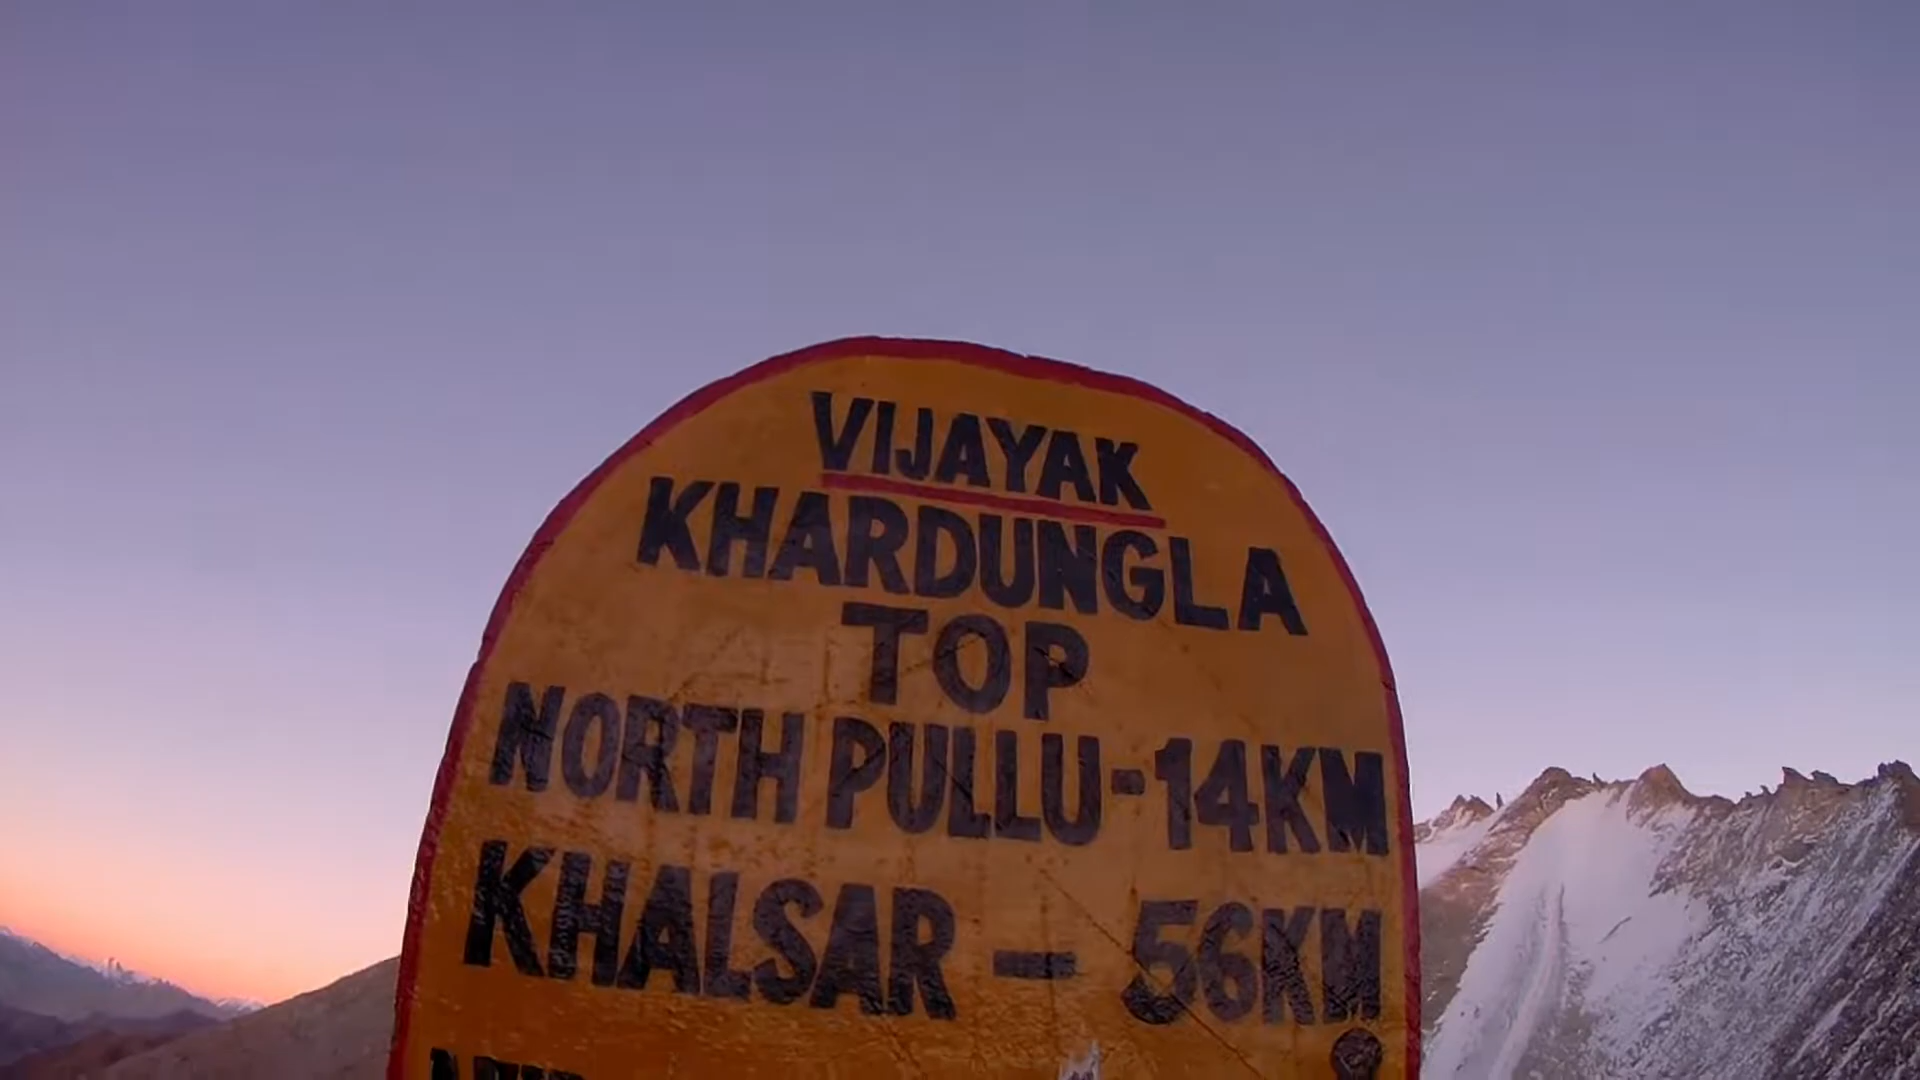 VIJAYAK
KHARDUNGLA
TOP
NORTH PULLU-14KM
KHALSAR - 56KM